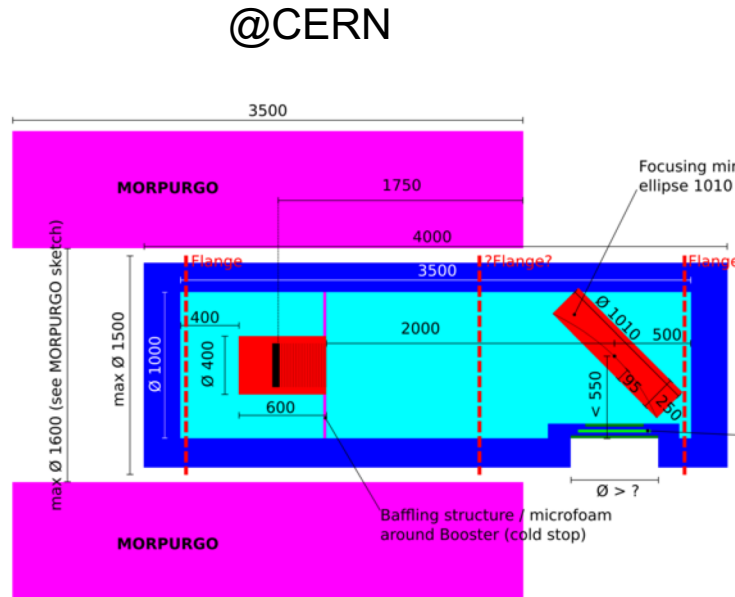 @CERN
3500
MORPURGO
1750
Focusing mir
ellipse 1010
4000
Flange
?Flange?
Flange
3500
400
2000
Ø 1010
500
max Ø 1600 (see MORPURGO sketch)
max Ø 1500
Ø 1000
Ø 400
600
< 550
195
250
Ø > ?
Baffling structure / microfoam
around Booster (cold stop)
MORPURGO